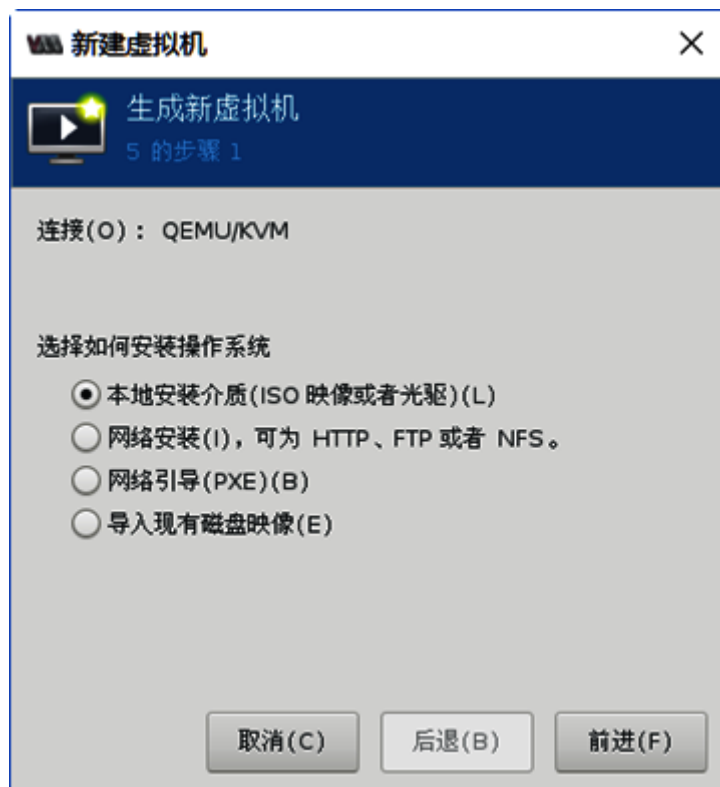 新建虚拟机
生成新虚拟机
5 的步骤 1
连接(O)： QEMU/KVM
选择如何安装操作系统
本地安装介质(ISO 映像或者光驱)(L)
网络安装(I)，可为 HTTP、FTP 或者 NFS。
网络引导(PXE)(B)
导入现有磁盘映像(E)
取消(C) 后退(B) 前进(F)